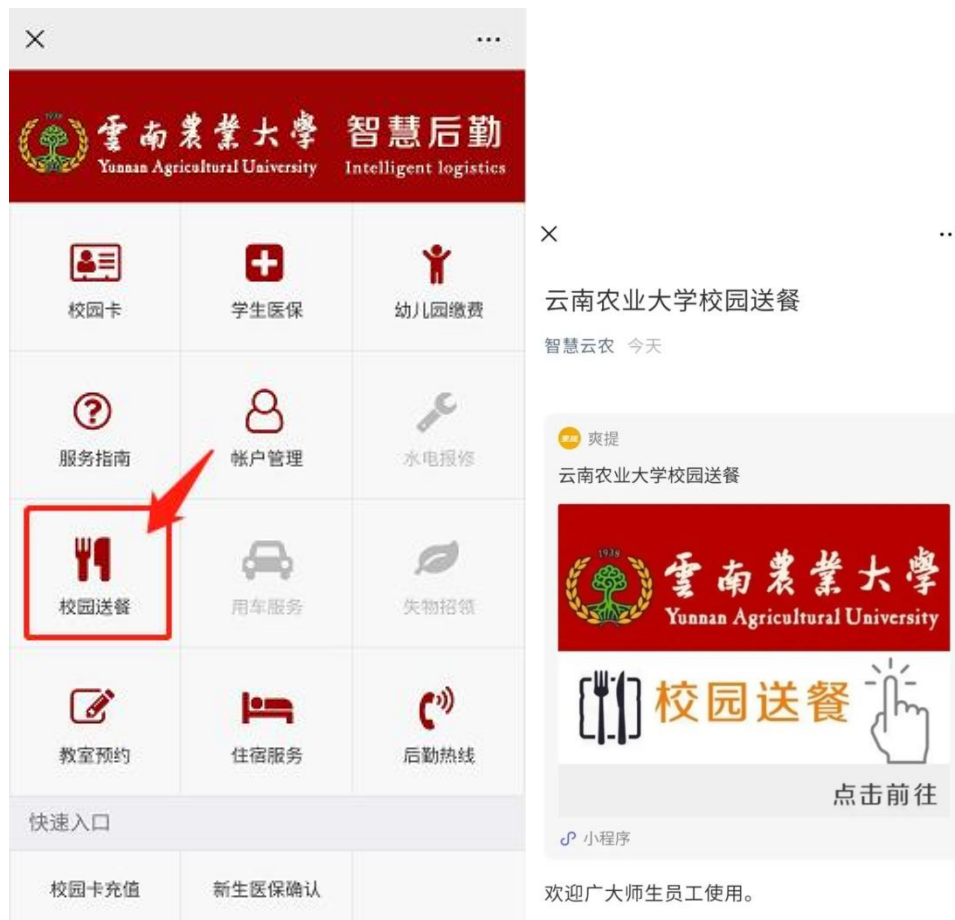 雲南農業大學 智慧后勤
Yunnan Agricultural University Intelligent logistics
校园卡 学生医保 幼儿园缴费
服务指南 帐户管理 水电报修
校园送餐 用车服务 失物招领
教室预约 住宿服务 后勤热线
快速入口
校园卡充值 新生医保确认
云南农业大学校园送餐
智慧云农 今天
爽提
云南农业大学校园送餐
1938
雲南農業大學
Yunnan Agricultural University
校园送餐
点击前往
小程序
欢迎广大师生员工使用。